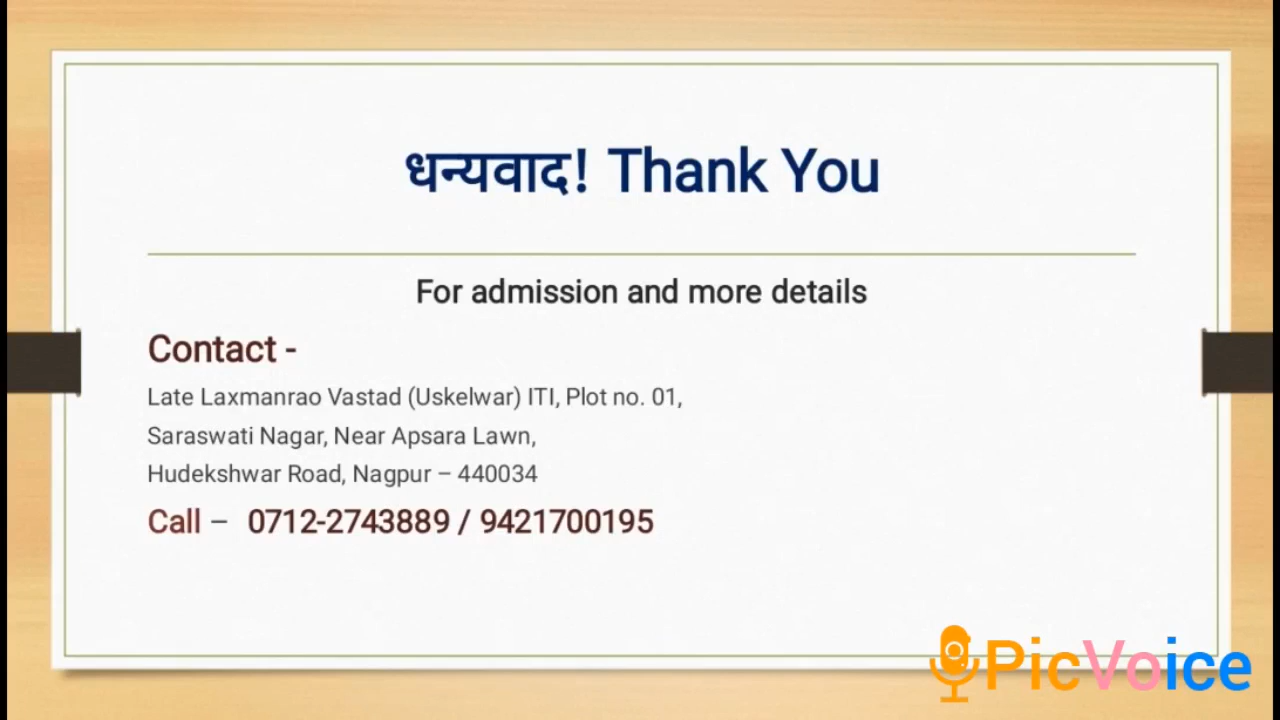 धन्यवाद! Thank You
For admission and more details
Contact -
Late Laxmanrao Vastad (Uskelwar) ITI, Plot no. 01,
Saraswati Nagar, Near Apsara Lawn,
Hudekshwar Road, Nagpur – 440034
Call – 0712-2743889 / 9421700195
PicVoice